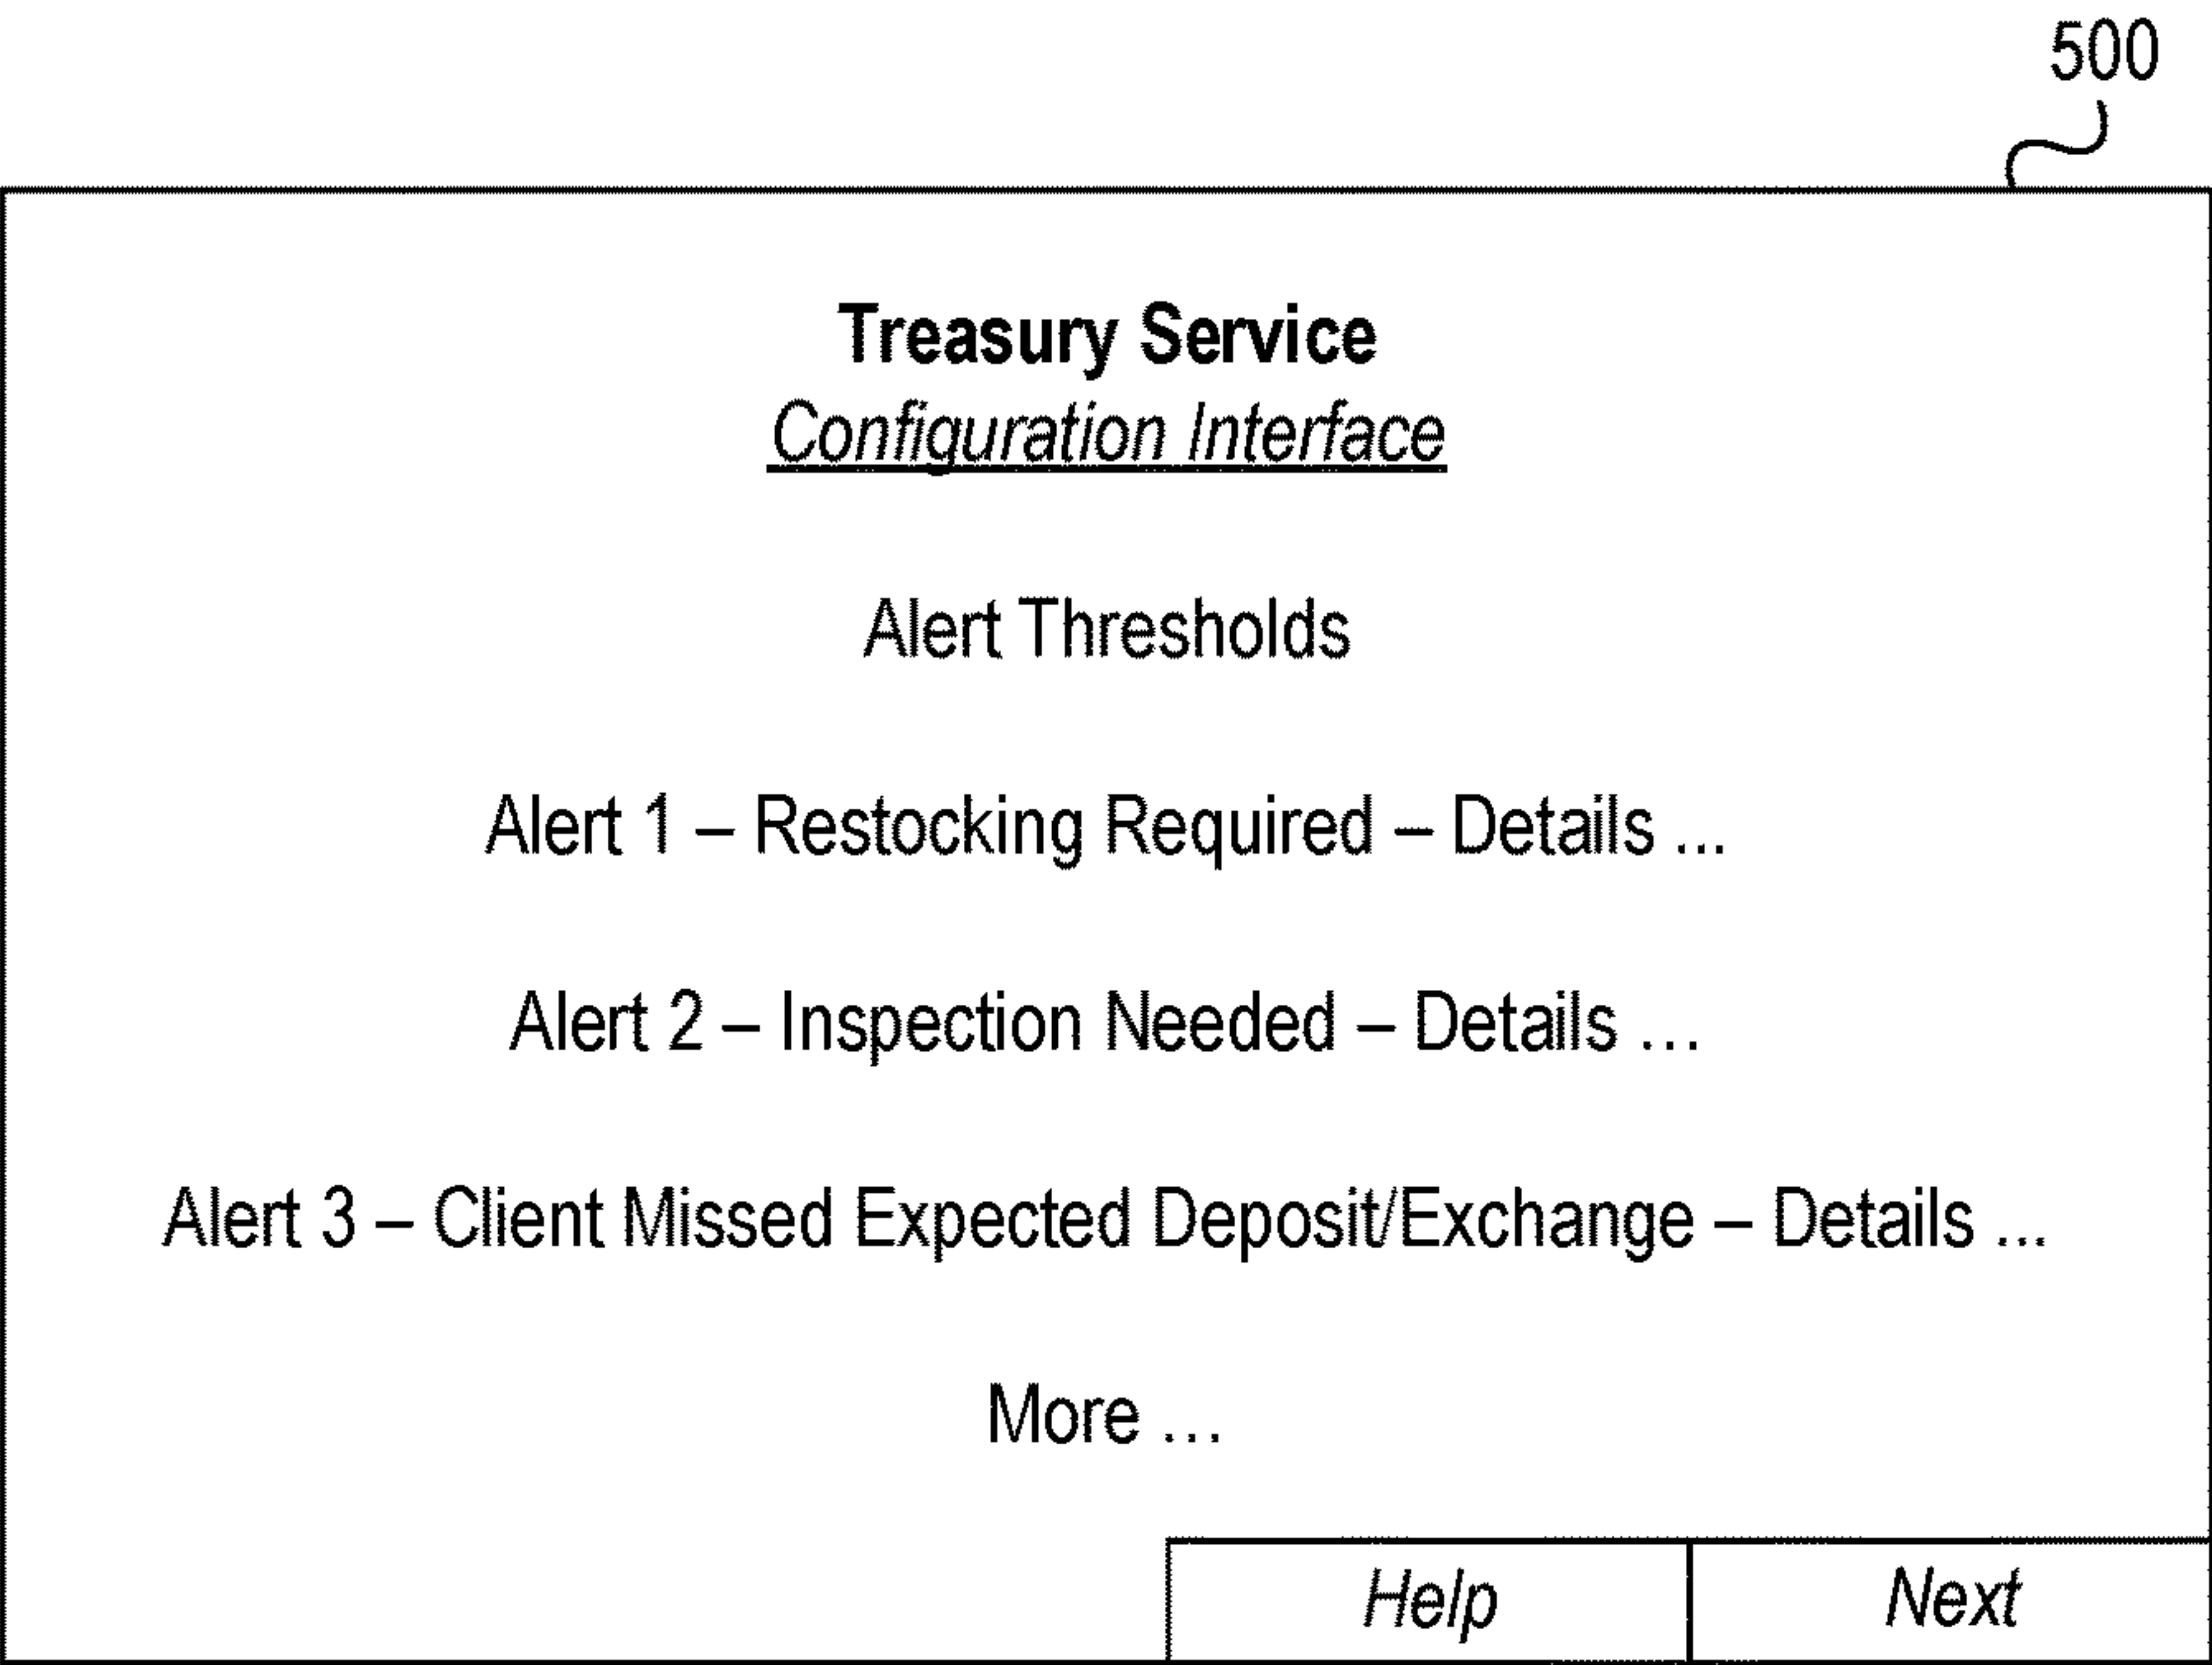 500
Treasury Service
Configuration Interface
Alert Thresholds
Alert 1 – Restocking Required – Details ...
Alert 2 – Inspection Needed – Details ...
Alert 3 – Client Missed Expected Deposit/Exchange – Details ...
More ...
Help Next